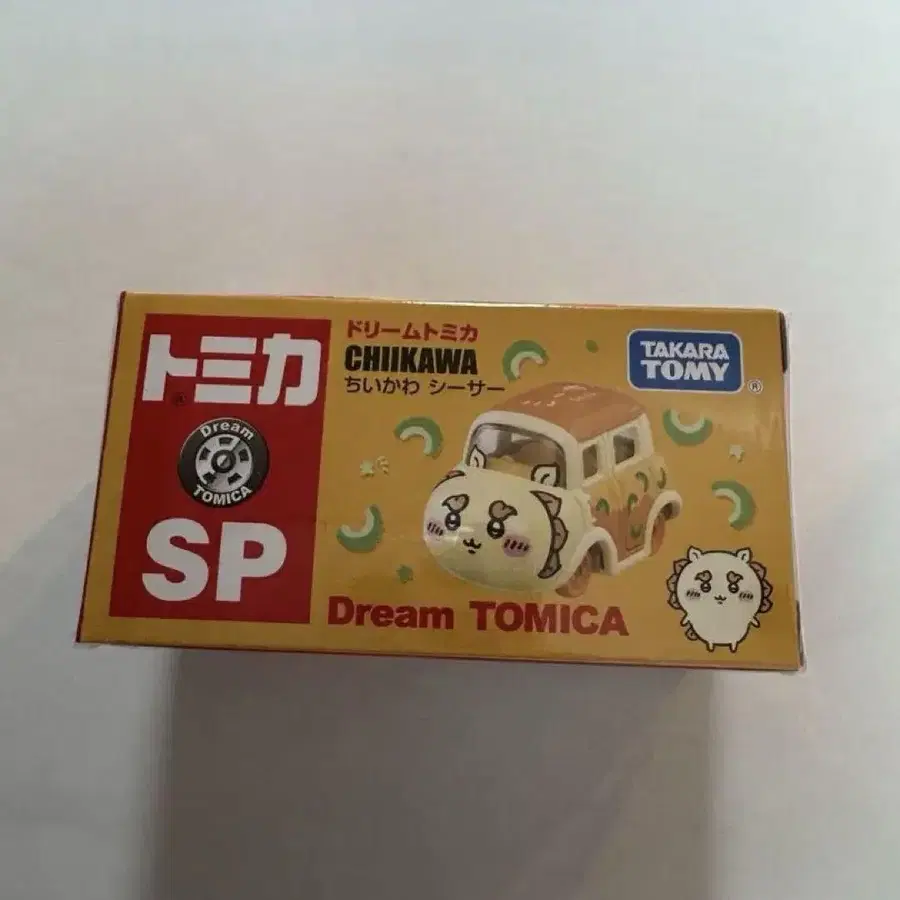 トミカ
®
Dream
TOMICA
SP
ドリームトミカ
CHIIKAWA
ちいかわ シーサー
Dream TOMICA
TAKARA
TOMY
®